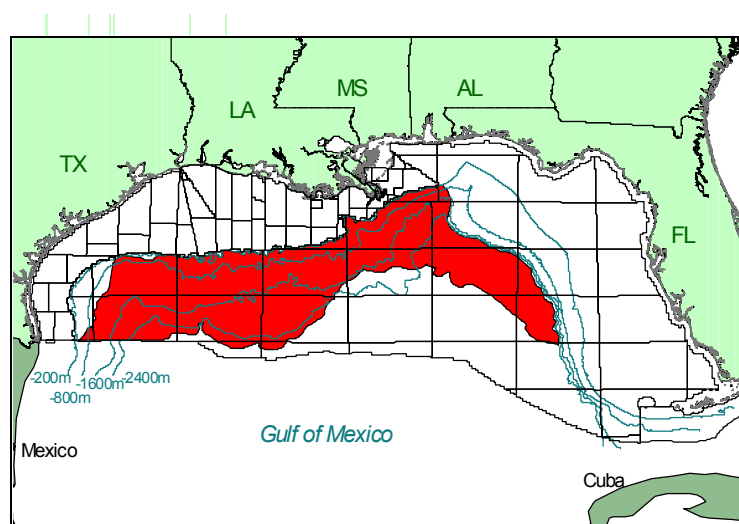 MS
AL
LA
TX
FL
-200m
-1600m
-2400m
-800m
Gulf of Mexico
Mexico
Cuba